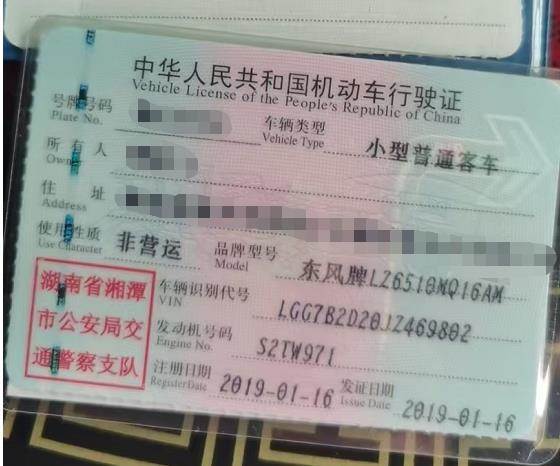 中华人民共和国机动车行驶证
Vehicle License of the People's Republic of China
号牌号码 车辆类型 小型普通客车
Plate No. Vehicle Type
所有人
Owner
住址
Address
使用性质 非营运 品牌型号 东风牌LZ6510MQ16AM
Use Character Model
湖南省湘潭
市公安局交
通警察支队
车辆识别代号 LGG7B2D20JZ469802
VIN
发动机号码 S2TW971
Engine No.
注册日期 2019-01-16 发证日期 2019-01-16
Register Date Issue Date